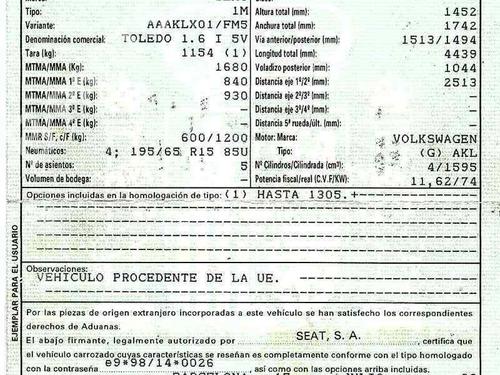 Tipo: 1M
Variante: AAAKLX01/FM5
Denominación comercial: TOLEDO 1.6 I 5V
Tara (kg): 1154 (1)
MTMA/MMA (Kg): 1680
MTMA/MMA 1º E (kg): 840
MTMA/MMA 2º E (kg): 930
MTMA/MMA 3º E (kg): –
MTMA/MMA 4º E (kg): –
MMR S/F, c/F (kg): 600/1200
Neumáticos: 4; 195/65 R15 85U
Nº de asientos: 5
Volumen de bodega: –
Altura total (mm): 1452
Anchura total (mm): 1742
Vía anterior/posterior (mm): 1513/1494
Longitud total (mm): 4439
Voladizo posterior (mm): 1044
Distancia eje 1º/2º (mm): 2513
Distancia eje 2º/3º (mm): –
Distancia eje 3º/4º (mm): –
Distancia 5ª rueda/últ. (mm): –
Motor: Marca: VOLKSWAGEN
Tipo: (G) AKL
Nº Cilindros/Cilindrada (cm³): 4/1595
Potencia fiscal/real (C.V.F/KW): 11,62/74
Opciones incluidas en la homologación de tipo: (1) HASTA 1305.+
Observaciones:
VEHICULO PROCEDENTE DE LA UE.
EJEMPLAR PARA EL USUARIO
Por las piezas de origen extranjero incorporadas a este vehículo se han satisfecho los correspondientes
derechos de Aduanas.
El abajo firmante, legalmente autorizado por SEAT, S.A. , certifica que
el vehículo carrozado cuyas características se reseñan es completamente conforme con el tipo homologado
con la contraseña e9*98/14*0026 así como con las opciones arriba incluidas.